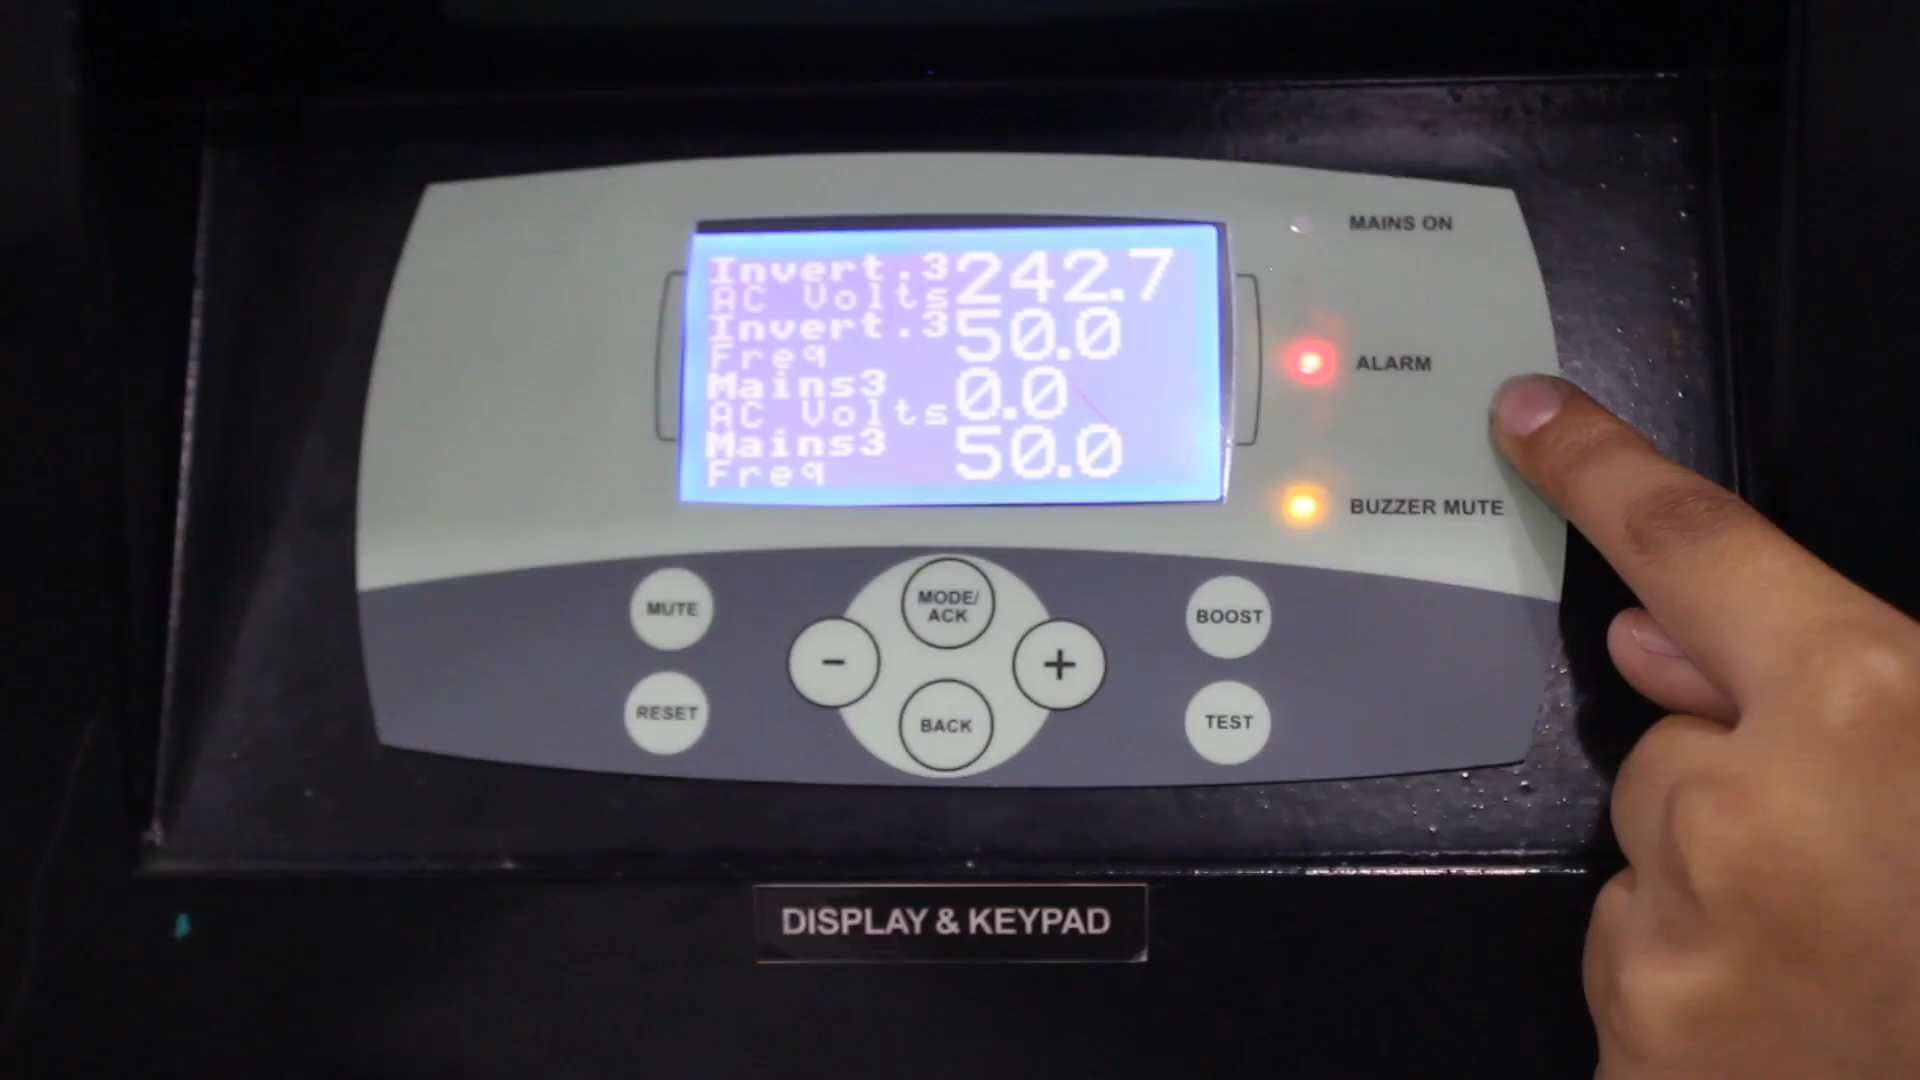 Invert.3 242.7
AC Volts
Invert.3 50.0
Freq
Mains3 0.0
AC Volts
Mains3 50.0
Freq
MAINS ON
ALARM
BUZZER MUTE
MUTE
MODE/
ACK
BOOST
-
+
RESET
BACK
TEST
DISPLAY & KEYPAD